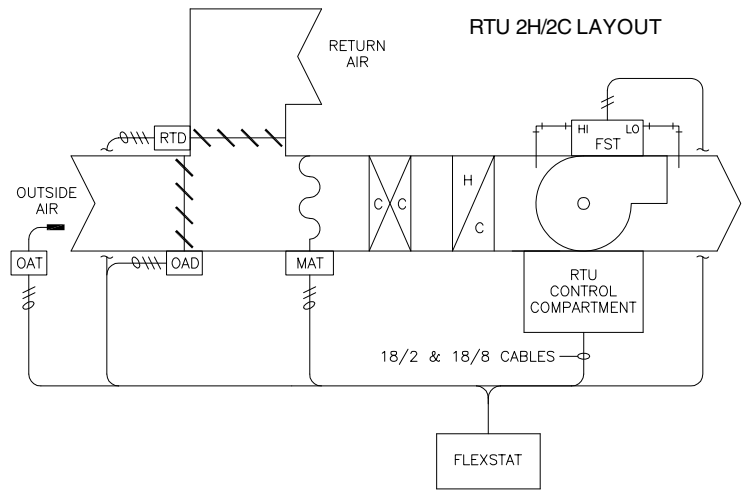 RTU 2H/2C LAYOUT
RETURN
AIR
RTD
HI LO
FST
OUTSIDE
AIR
C C
H
C
OAT
OAD
MAT
RTU
CONTROL
COMPARTMENT
18/2 & 18/8 CABLES
FLEXSTAT